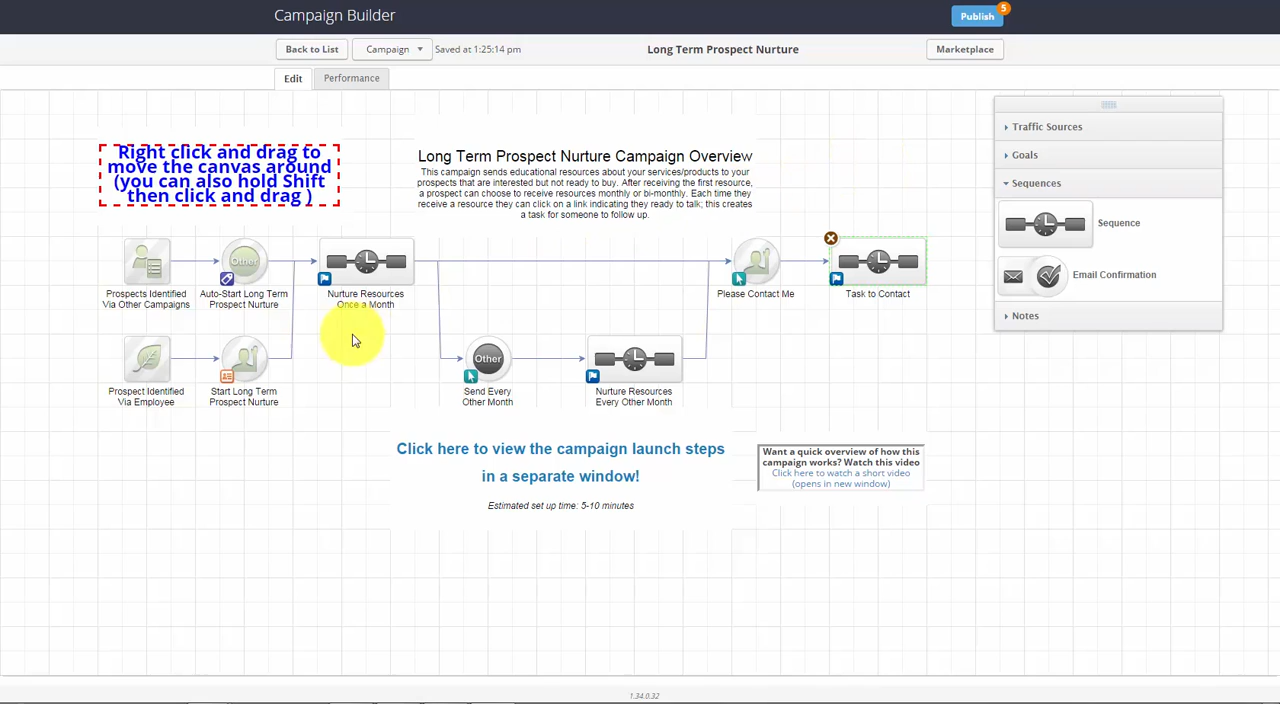 Campaign Builder
Publish
5
Back to List
Campaign
Saved at 1:25:14 pm
Long Term Prospect Nurture
Marketplace
Edit
Performance
Right click and drag to
move the canvas around
(you can also hold Shift
then click and drag )
Long Term Prospect Nurture Campaign Overview
This campaign sends educational resources about your services/products to your
prospects that are interested but not ready to buy. After receiving the first resource,
a prospect can choose to receive resources monthly or bi-monthly. Each time they
receive a resource they can click on a link indicating they ready to talk; this creates
a task for someone to follow up.
Traffic Sources
Goals
Sequences
Sequence
Email Confirmation
Notes
Other
Prospects Identified
Via Other Campaigns
Auto-Start Long Term
Prospect Nurture
Nurture Resources
Once a Month
Please Contact Me
Task to Contact
Other
Prospect Identified
Via Employee
Start Long Term
Prospect Nurture
Send Every
Other Month
Nurture Resources
Every Other Month
Click here to view the campaign launch steps
in a separate window!
Estimated set up time: 5-10 minutes
Want a quick overview of how this
campaign works? Watch this video
Click here to watch a short video
(opens in new window)
1.34.0.32